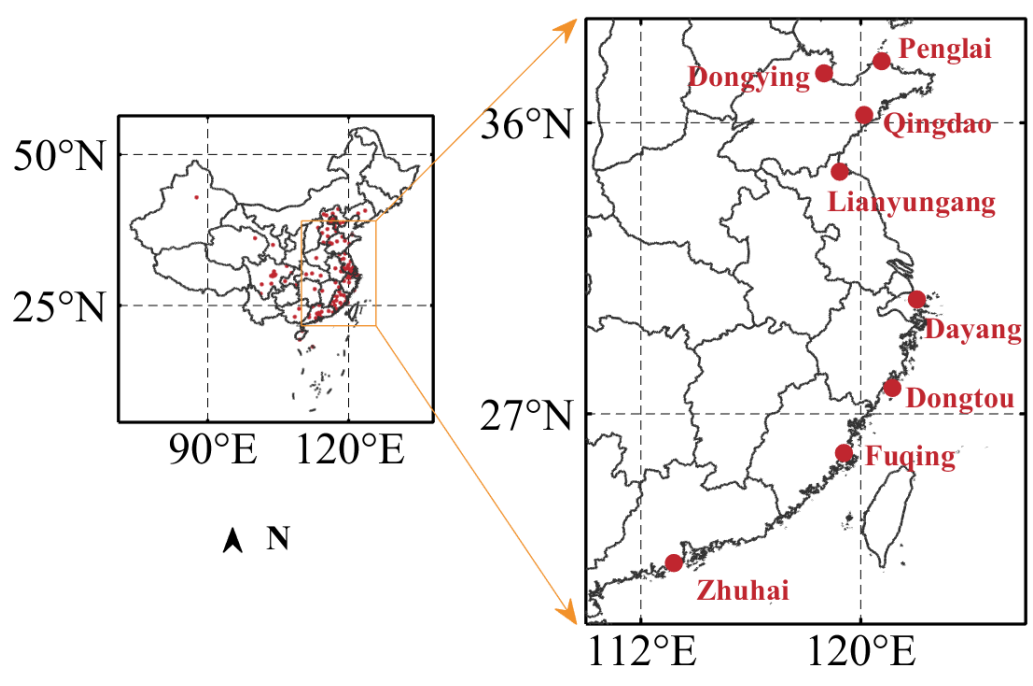 Penglai
Dongying
36°N
Qingdao
50°N
Lianyungang
25°N
Dayang
Dongtou
27°N
90°E
120°E
Fuqing
N
Zhuhai
112°E
120°E